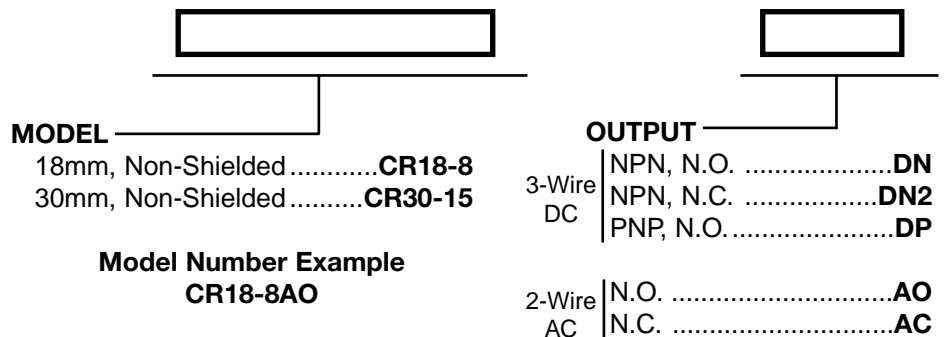 MODEL
18mm, Non-Shielded ............CR18-8
30mm, Non-Shielded ..........CR30-15
Model Number Example
CR18-8AO
OUTPUT
3-Wire
DC
NPN, N.O. .....................DN
NPN, N.C. ..................DN2
PNP, N.O. .......................DP
2-Wire
AC
N.O. ...............................AO
N.C. ...............................AC